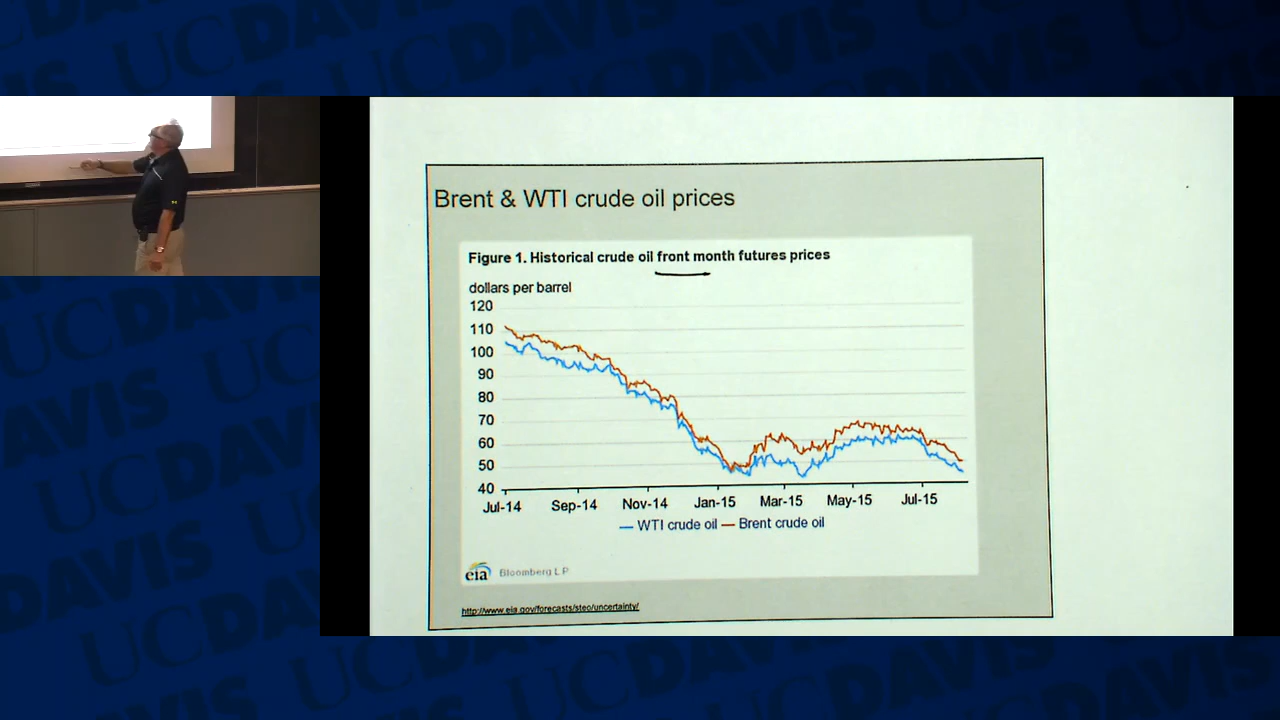 UCDAVIS
Brent & WTI crude oil prices
Figure 1. Historical crude oil front month futures prices
dollars per barrel
120
110
100
90
80
70
60
50
40
Jul-14 Sep-14 Nov-14 Jan-15 Mar-15 May-15 Jul-15
WTI crude oil Brent crude oil
eia Bloomberg L.P
http://www.eia.gov/forecasts/steo/uncertainty/